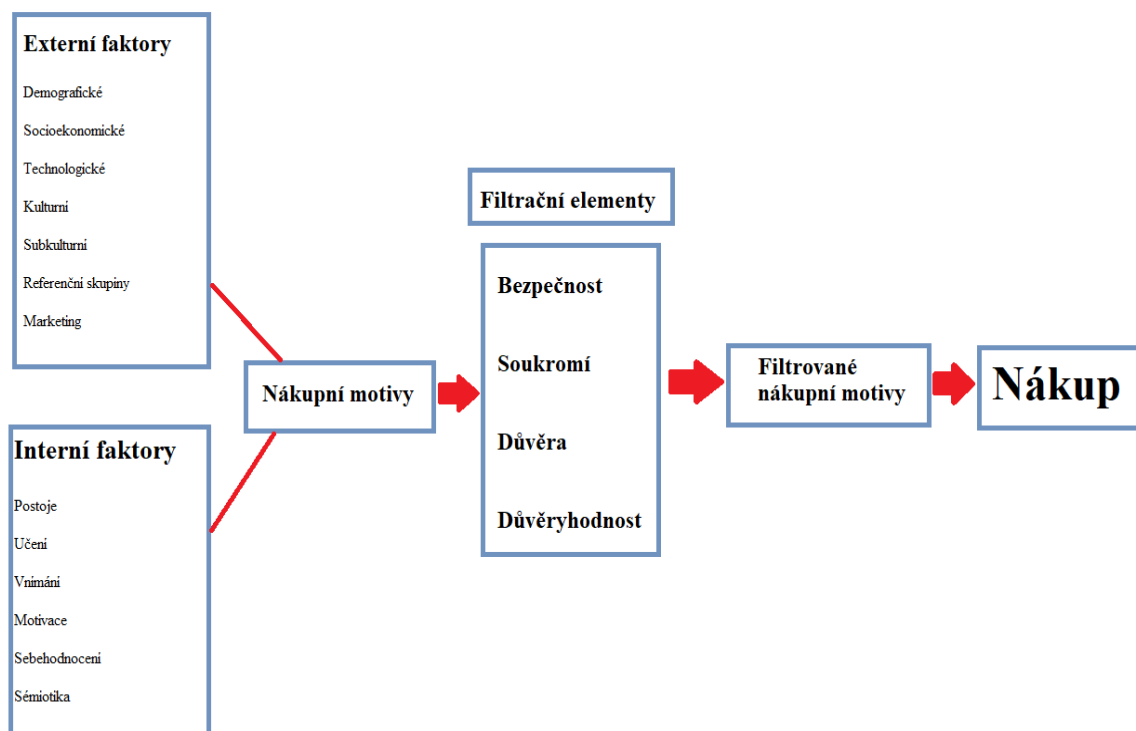 Externí faktory
Demografické
Socioekonomické
Technologické
Kulturní
Subkulturní
Referenční skupiny
Marketing
Interní faktory
Postoje
Učení
Vnímání
Motivace
Sebehodnocení
Sémiotika
Nákupní motivy
Filtrační elementy
Bezpečnost
Soukromí
Důvěra
Důvěryhodnost
Filtrované
nákupní motivy
Nákup